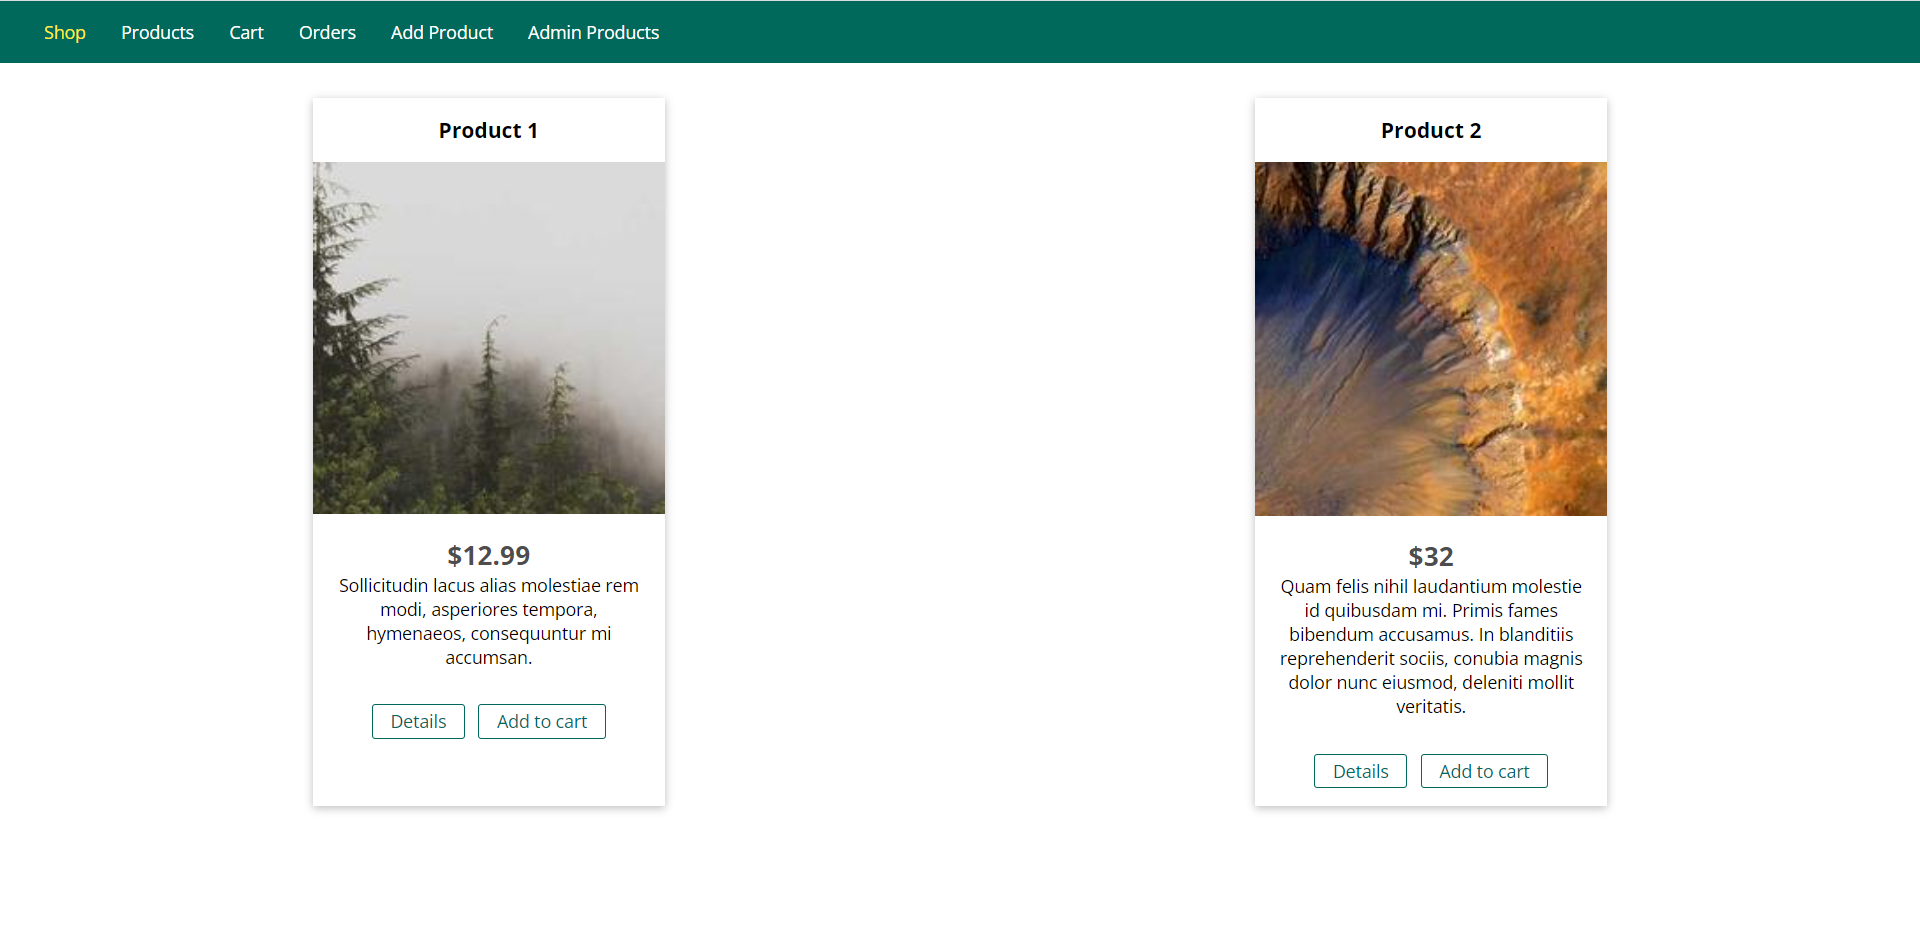 Shop Products Cart Orders Add Product Admin Products
Product 1
$12.99
Sollicitudin lacus alias molestiae rem
modi, asperiores tempora,
hymenaeos, consequuntur mi
accumsan.
Details Add to cart
Product 2
$32
Quam felis nihil laudantium molestie
id quibusdam mi. Primis fames
bibendum accusamus. In blanditiis
reprehenderit sociis, conubia magnis
dolor nunc eiusmod, deleniti mollit
veritatis.
Details Add to cart